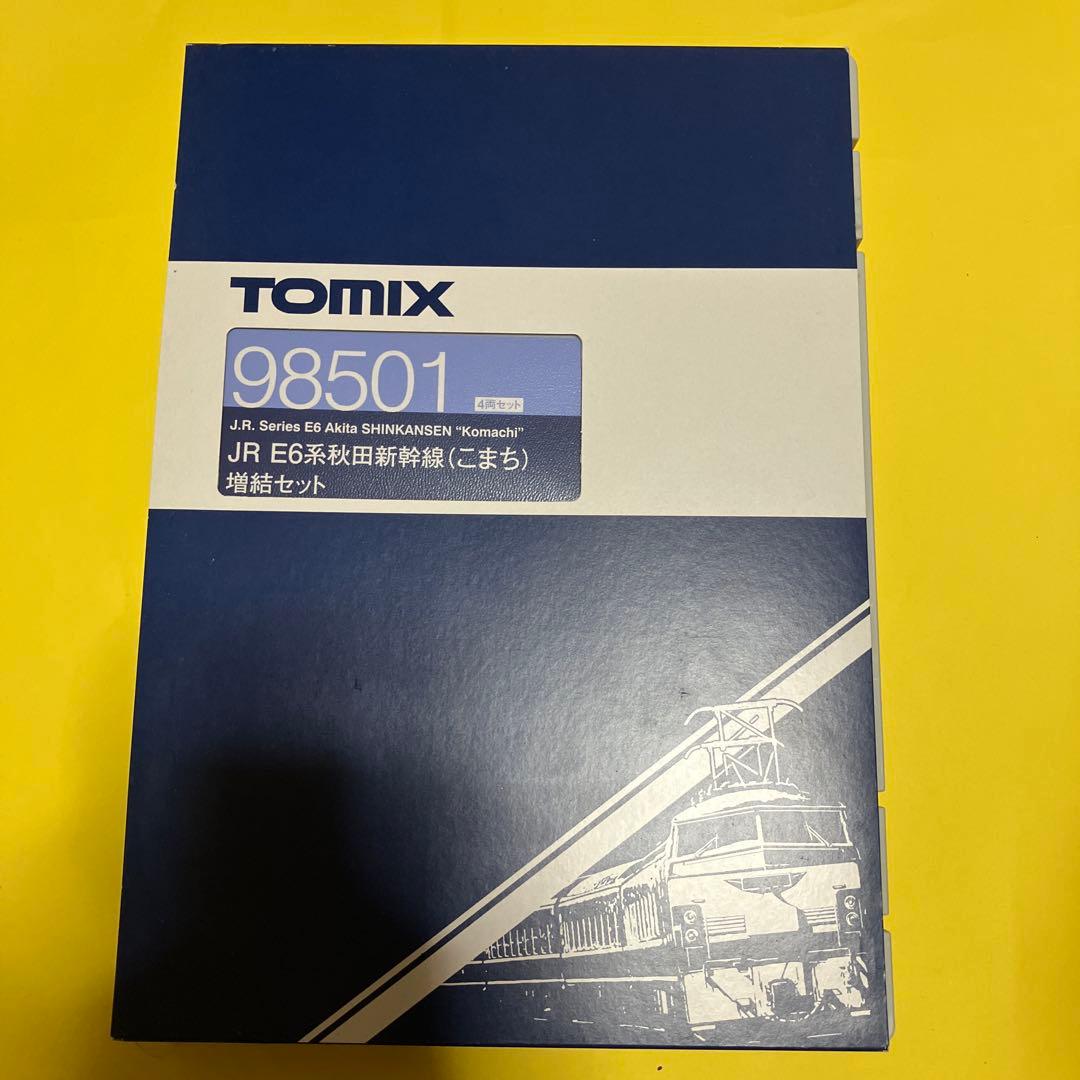 TOMIX
98501
4両セット
J.R. Series E6 Akita SHINKANSEN “Komachi”
JR E6系秋田新幹線（こまち）
増結セット